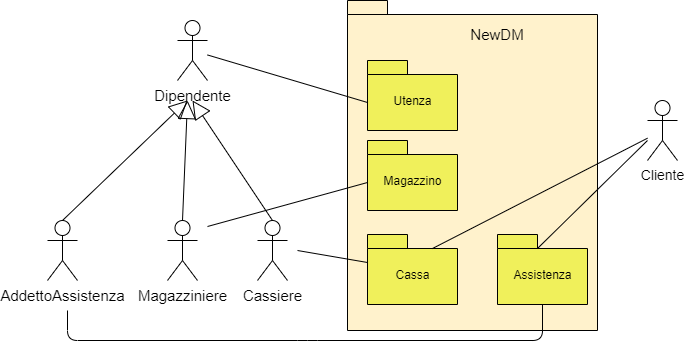 NewDM
Dipendente
Utenza
Magazzino
Cliente
AddettoAssistenza
Magazziniere
Cassiere
Cassa
Assistenza